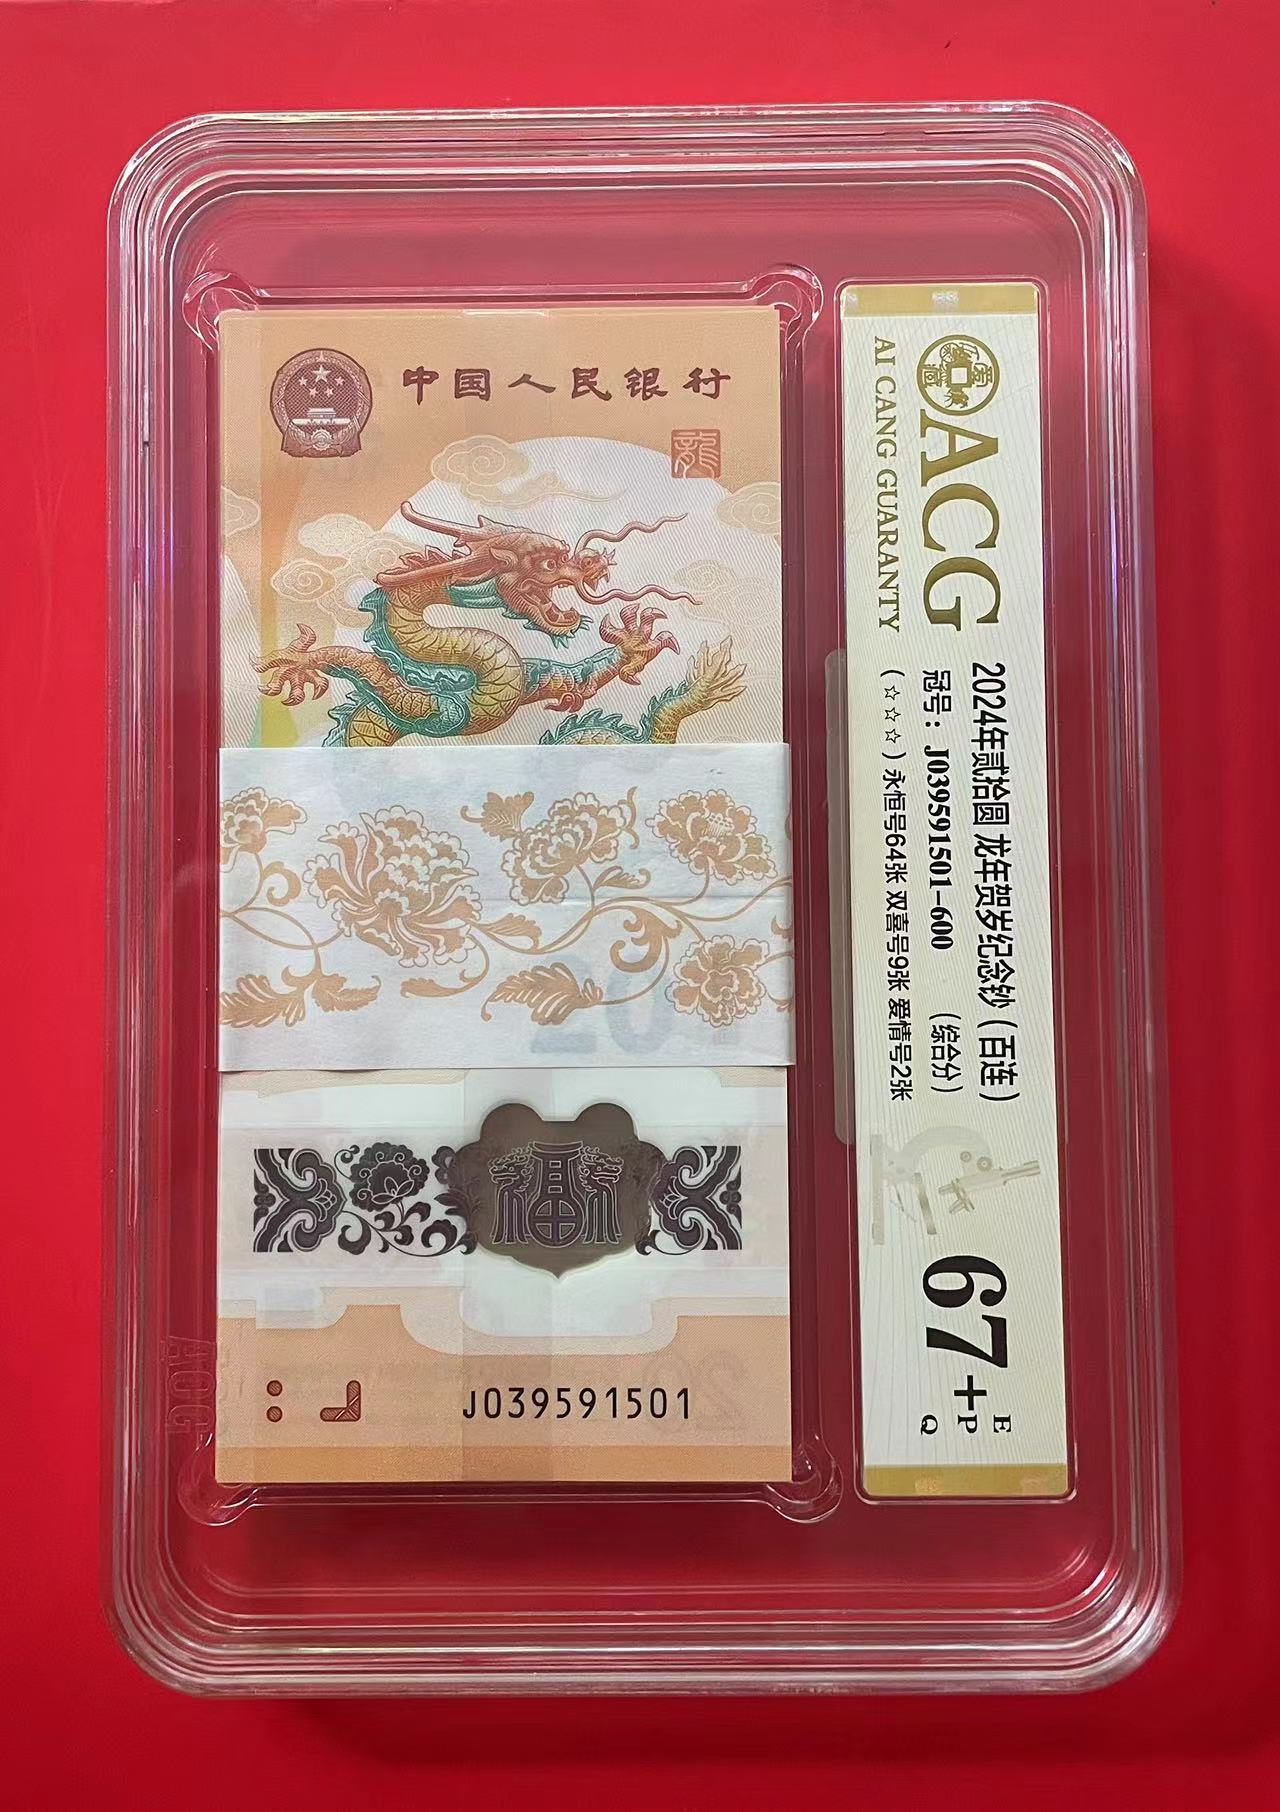 中国人民银行
龍
福
J039591501
ACG
AI CANG GUARANTY
2024年贰拾圆 龙年贺岁纪念钞（百连）
冠号：J039591501-600 （综合分）
（☆☆☆）永恒号64张 双喜号9张 爱情号2张
67+
E
P
Q
ACG